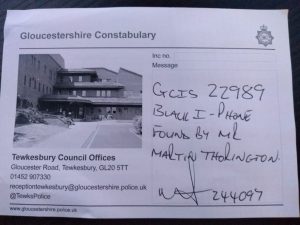 Gloucestershire Constabulary
Inc no.
Message
GCIS 22989
BLACK I-PHONE
FOUND BY MR
MARTIN THORINGTON
244097
Tewkesbury Council Offices
Gloucester Road, Tewkesbury, GL20 5TT
01452 907330
receptiontewkesbury@gloucestershire.police.uk
@TewksPolice
www.gloucestershire.police.uk